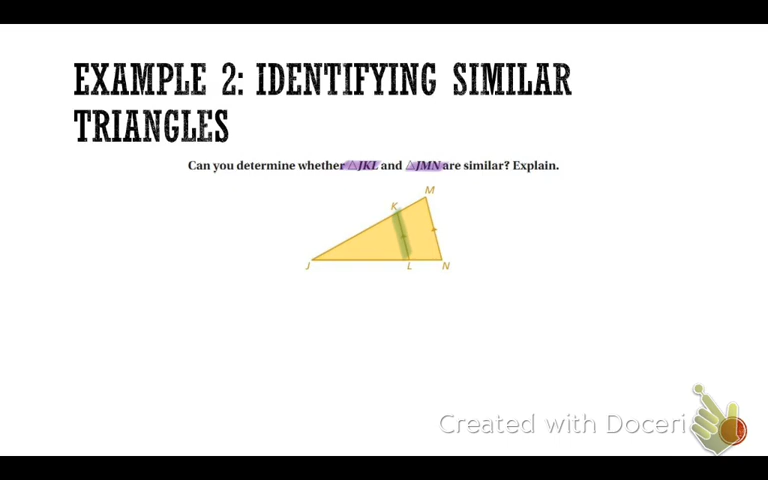 EXAMPLE 2: IDENTIFYING SIMILAR
TRIANGLES
Can you determine whether △JKL and △JMN are similar? Explain.
M
K
J
L
N
Created with Doceri